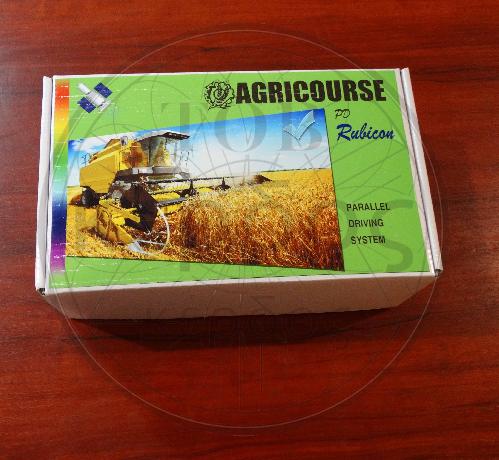 AGRICOURSE
PD
Rubicon
PARALLEL
DRIVING
SYSTEM